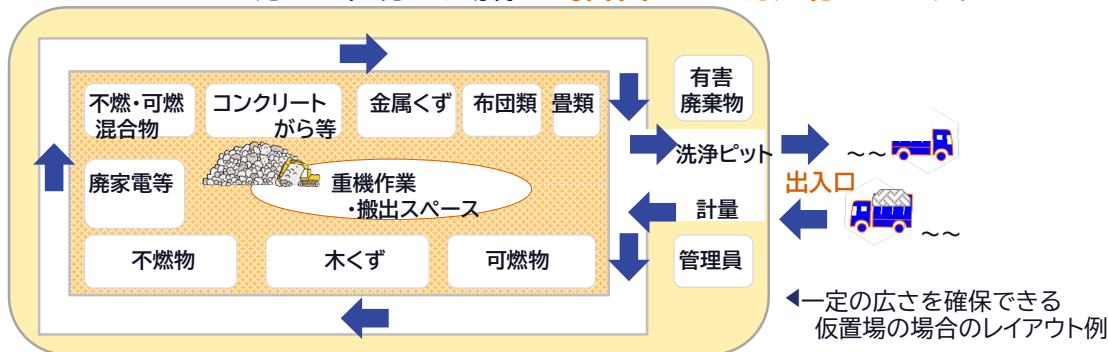 不燃・可燃
混合物
コンクリート
がら等
金属くず
布団類
畳類
有害
廃棄物
廃家電等
重機作業
・搬出スペース
洗浄ピット
出入口
計量
不燃物
木くず
可燃物
管理員
◀一定の広さを確保できる
仮置場の場合のレイアウト例